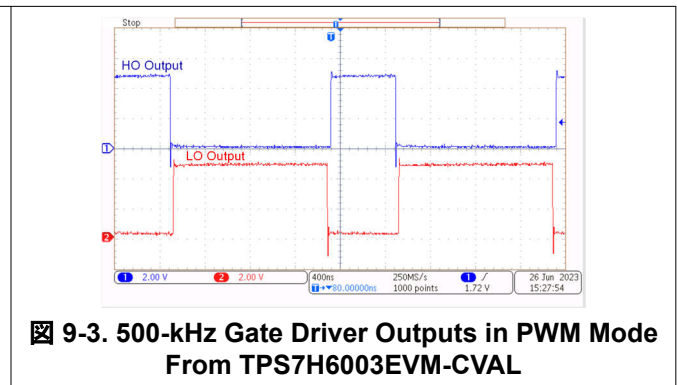 Stop
T
T
HO Output
1
LO Output
2
1 2.00 V
2 2.00 V
400ns
T→▼80.00000ns
250MS/s
1000 points
1 ∫
1.72 V
26 Jun 2023
15:27:54
図 9-3. 500-kHz Gate Driver Outputs in PWM Mode
From TPS7H6003EVM-CVAL